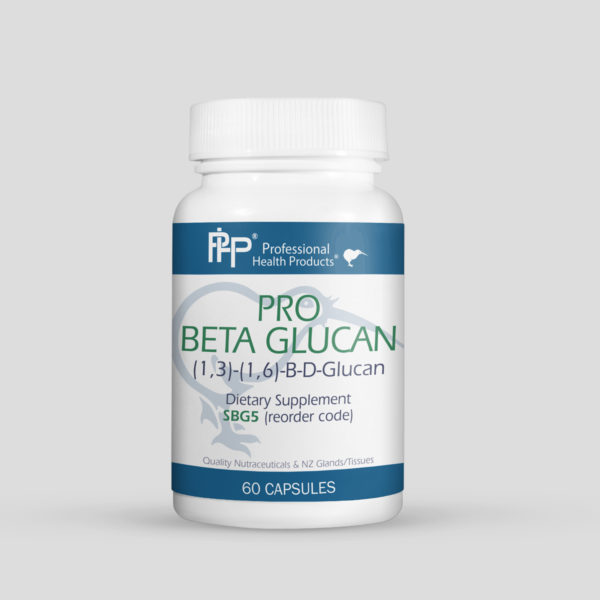 PHP® Professional
Health Products®
PRO
BETA GLUCAN
(1,3)-(1,6)-B-D-Glucan
Dietary Supplement
SBG5 (reorder code)
Quality Nutraceuticals & NZ Glands/Tissues
60 CAPSULES